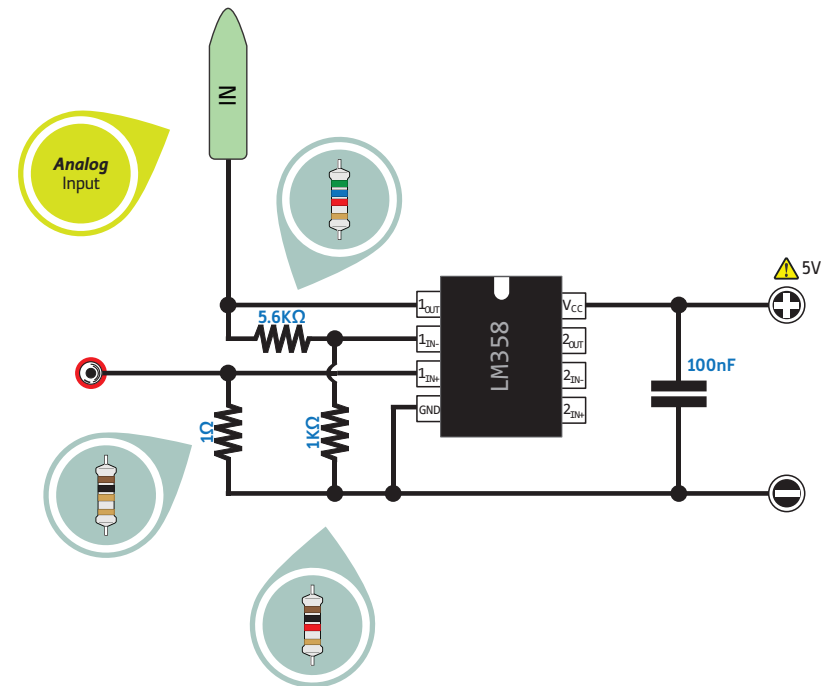 IN
Analog
Input
5V
5.6KΩ
1OUT
VCC
1IN-
2OUT
LM358
1IN+
2IN-
GND
2IN+
100nF
1Ω
1KΩ